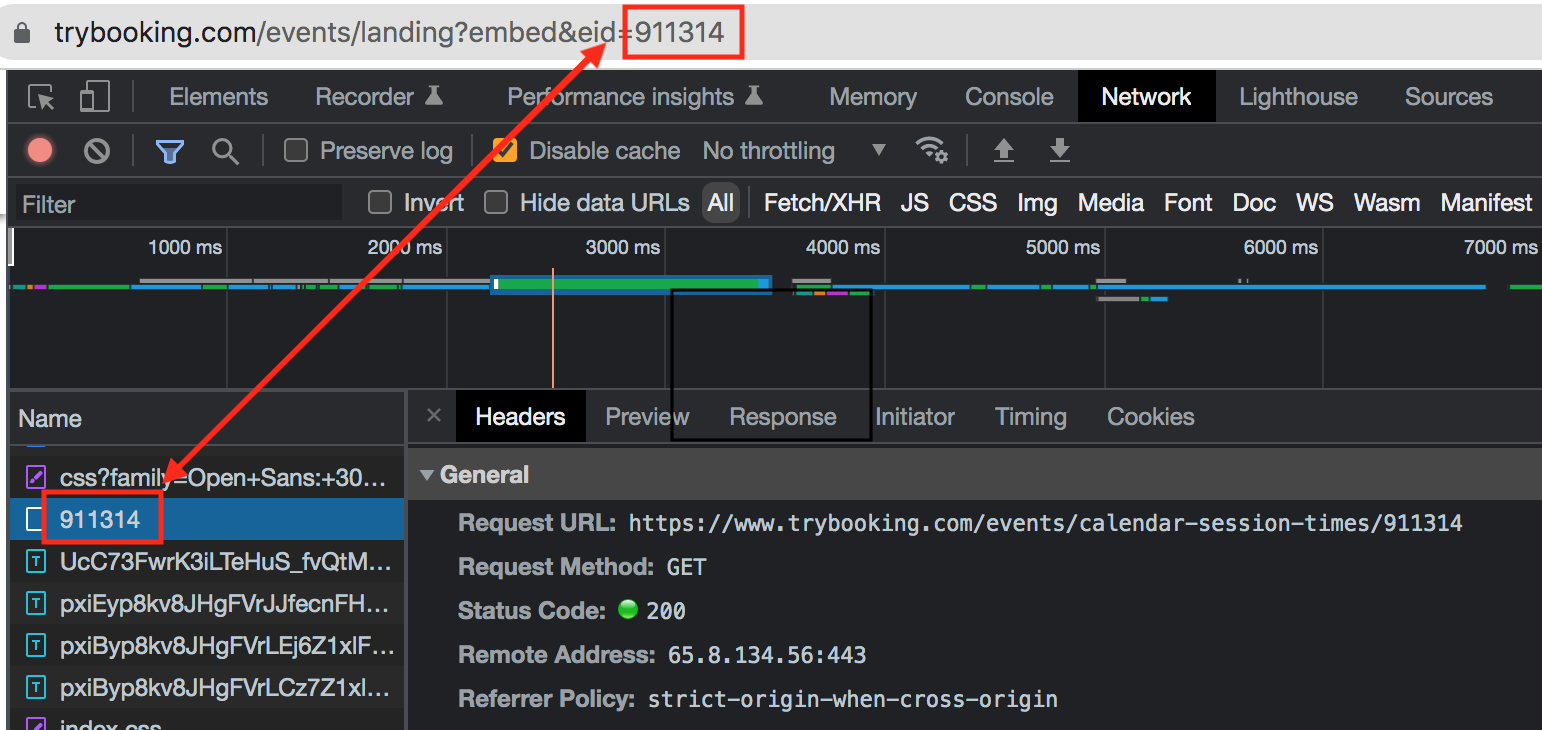 trybooking.com/events/landing?embed&eid=911314
Elements Recorder Performance insights Memory Console Network Lighthouse Sources
Preserve log Disable cache No throttling
Filter Invert Hide data URLs All Fetch/XHR JS CSS Img Media Font Doc WS Wasm Manifest
1000 ms 2000 ms 3000 ms 4000 ms 5000 ms 6000 ms 7000 ms
Name
css?family=Open+Sans:+30...
911314
UcC73FwrK3iLTeHuS_fvQtM...
pxiEyp8kv8JHgFVrJJfecnFH...
pxiByp8kv8JHgFVrLEj6Z1xlF...
pxiByp8kv8JHgFVrLCz7Z1xl...
index.css
× Headers Preview Response Initiator Timing Cookies
General
Request URL: https://www.trybooking.com/events/calendar-session-times/911314
Request Method: GET
Status Code: 200
Remote Address: 65.8.134.56:443
Referrer Policy: strict-origin-when-cross-origin